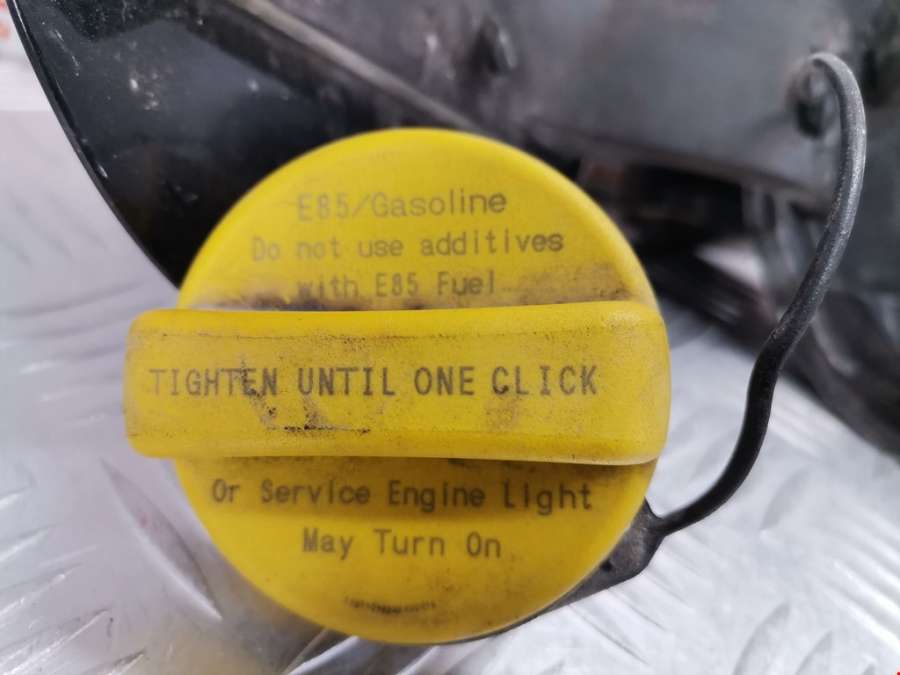 E85/Gasoline
Do not use additives
with E85 Fuel
TIGHTEN UNTIL ONE CLICK
Or Service Engine Light
May Turn On